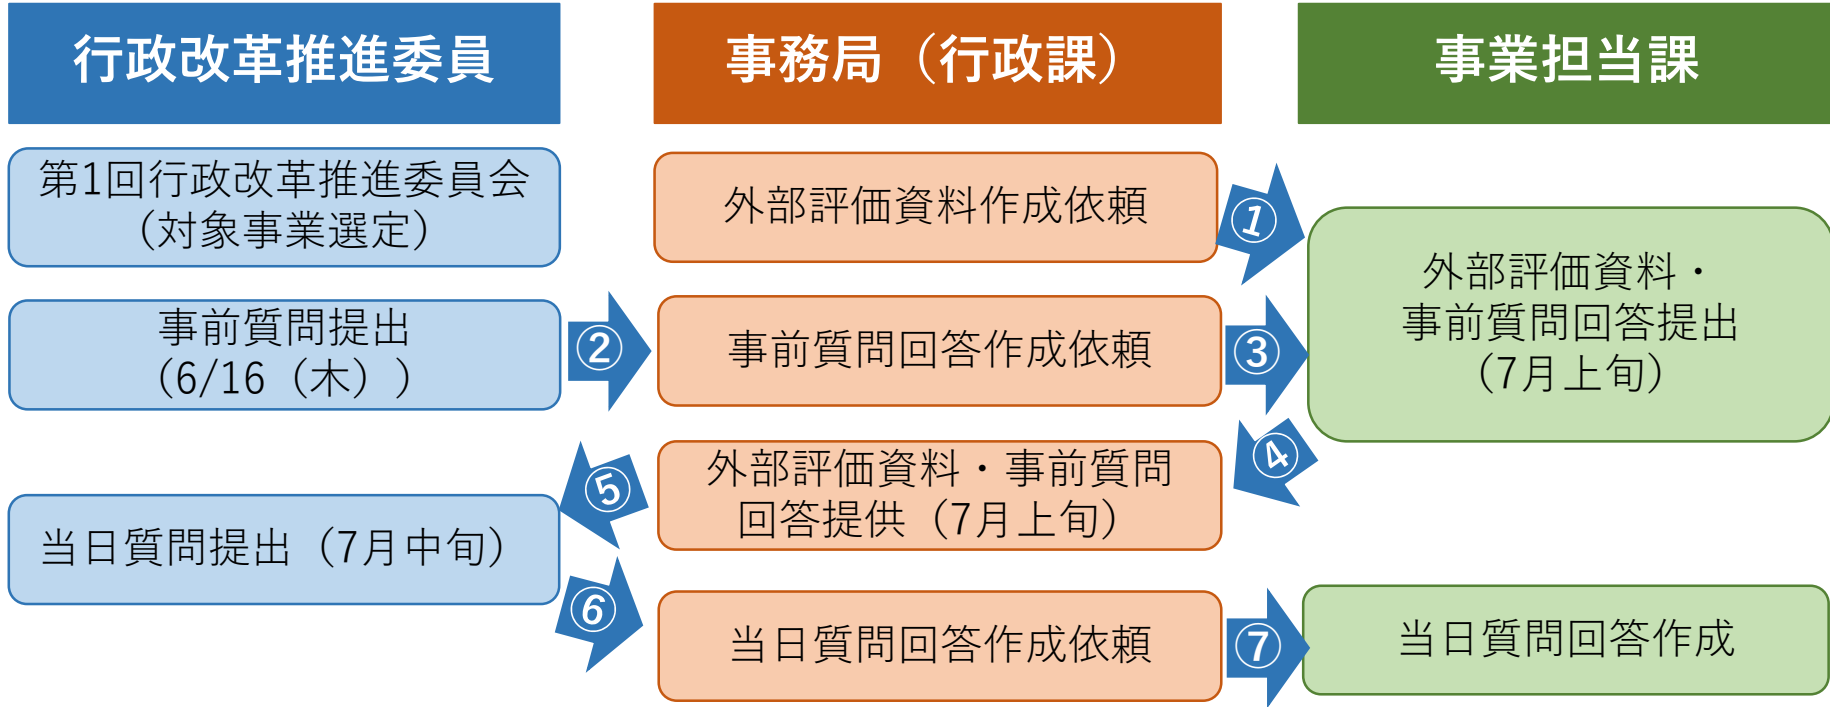 行政改革推進委員
事務局（行政課）
事業担当課
第1回行政改革推進委員会
（対象事業選定）
外部評価資料作成依頼
①
外部評価資料・
事前質問回答提出
（7月上旬）
事前質問提出
（6/16（木））
②
事前質問回答作成依頼
③
④
外部評価資料・事前質問
回答提供（7月上旬）
⑤
当日質問提出（7月中旬）
⑥
当日質問回答作成依頼
⑦
当日質問回答作成